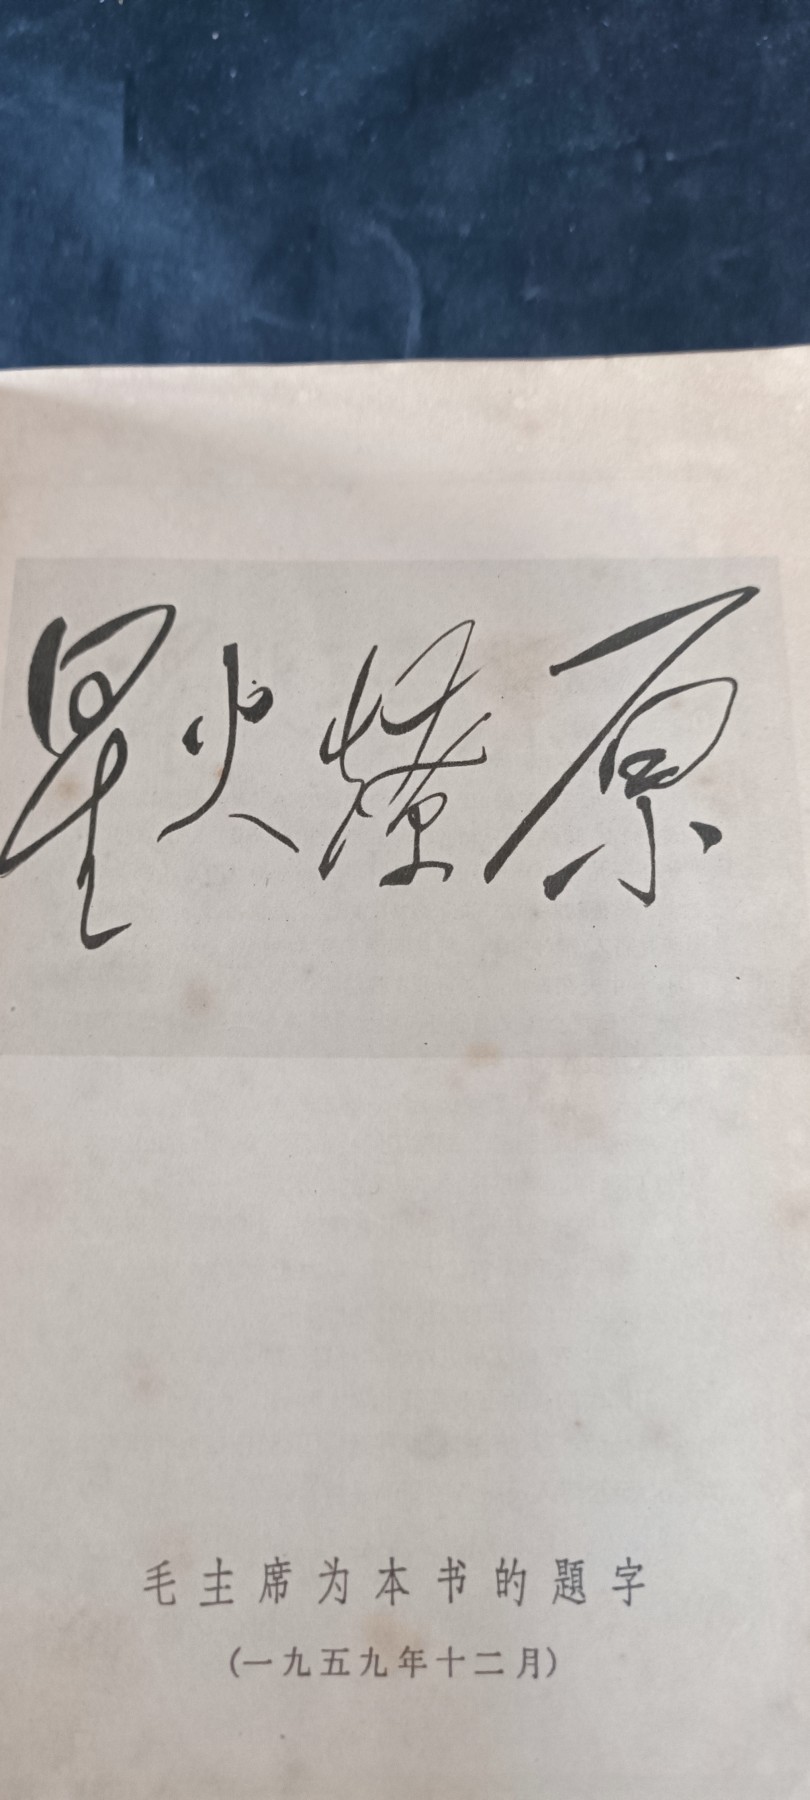 星火燎原
毛主席为本书的題字
(一九五九年十二月)